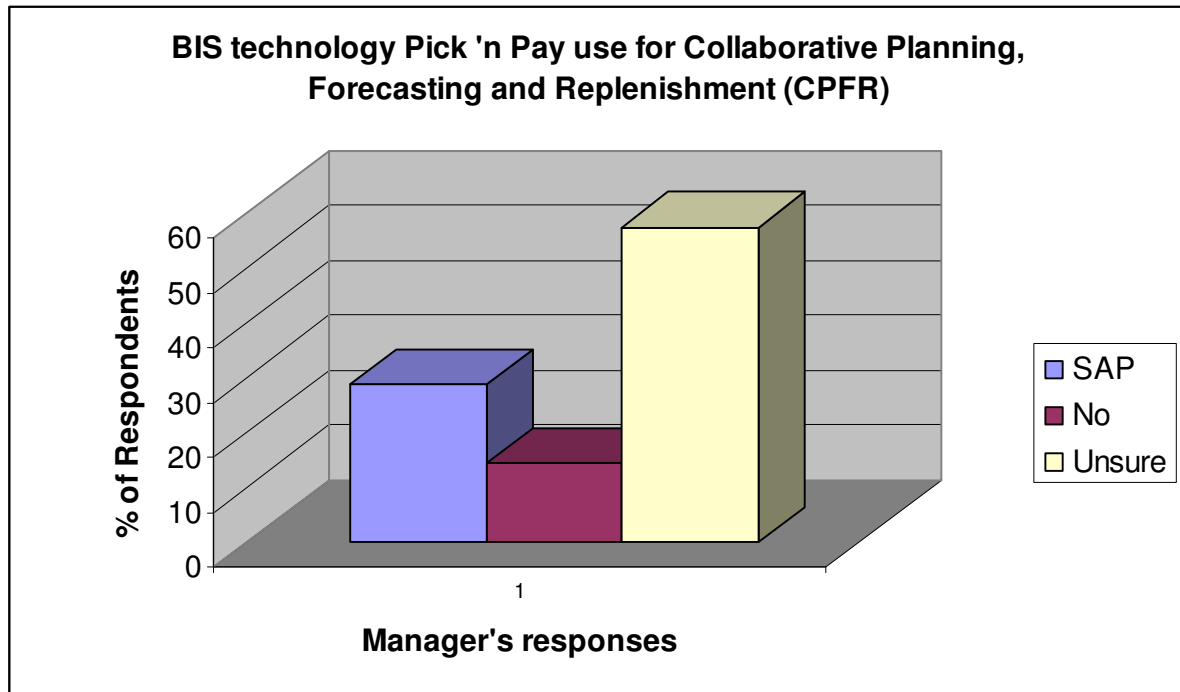 BIS technology Pick 'n Pay use for Collaborative Planning,
Forecasting and Replenishment (CPFR)
% of Respondents
60
50
40
30
20
10
0
1
Manager's responses
SAP
No
Unsure